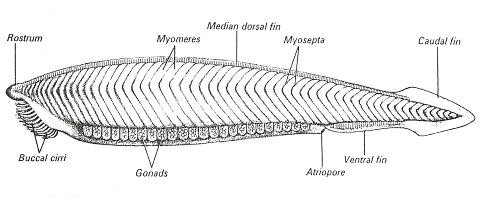 Median dorsal fin
Rostrum
Myomeres
Myosepta
Caudal fin
Buccal cirri
Gonads
Atriopore
Ventral fin